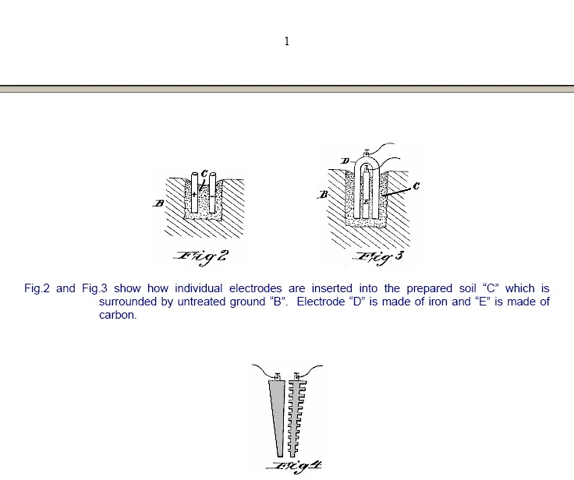 1
C
B
+ -
Fig 2
D
B
C
E
Fig 3
Fig.2 and Fig.3 show how individual electrodes are inserted into the prepared soil “C” which is
surrounded by untreated ground “B”. Electrode “D” is made of iron and “E” is made of
carbon.
Fig 4